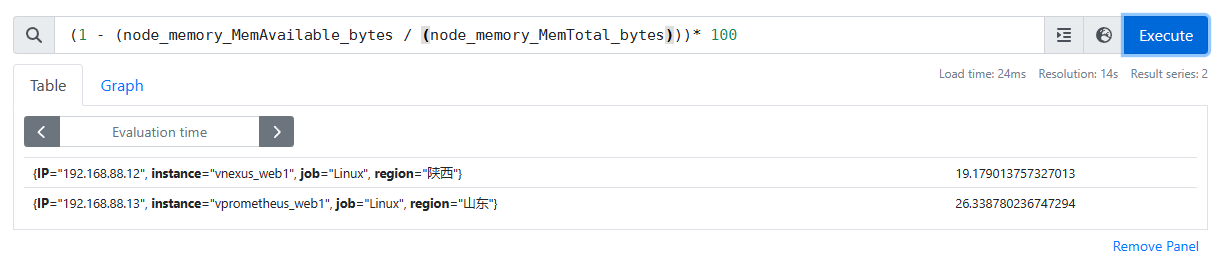 (1 - (node_memory_MemAvailable_bytes / (node_memory_MemTotal_bytes)))* 100
Execute
Table
Graph
Load time: 24ms Resolution: 14s Result series: 2
Evaluation time
{IP="192.168.88.12", instance="vnexus_web1", job="Linux", region="陕西"} 19.179013757327013
{IP="192.168.88.13", instance="vprometheus_web1", job="Linux", region="山东"} 26.338780236747294
Remove Panel